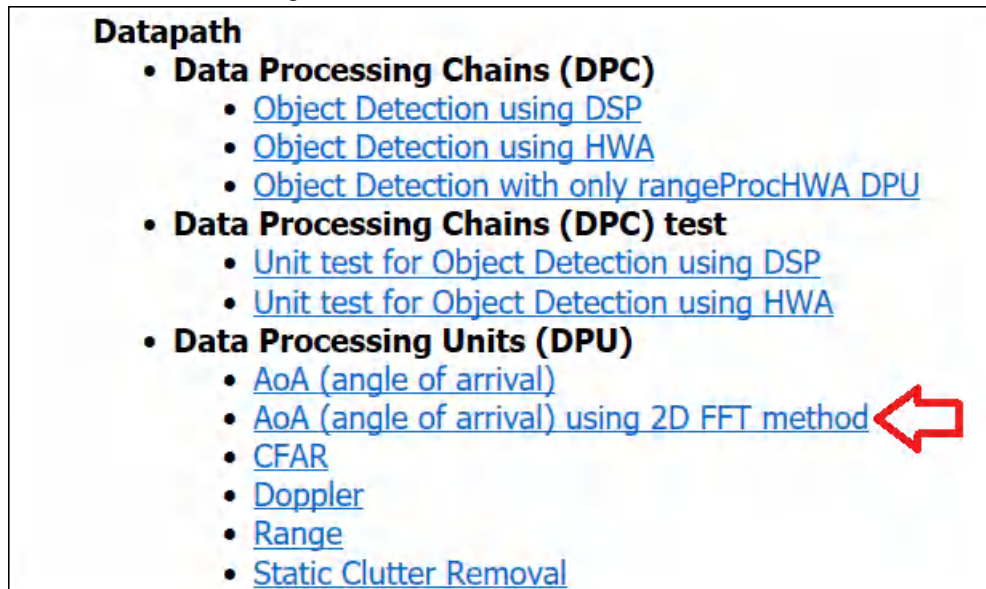 Datapath
• Data Processing Chains (DPC)
• Object Detection using DSP
• Object Detection using HWA
• Object Detection with only rangeProcHWA DPU
• Data Processing Chains (DPC) test
• Unit test for Object Detection using DSP
• Unit test for Object Detection using HWA
• Data Processing Units (DPU)
• AoA (angle of arrival)
• AoA (angle of arrival) using 2D FFT method
• CFAR
• Doppler
• Range
• Static Clutter Removal